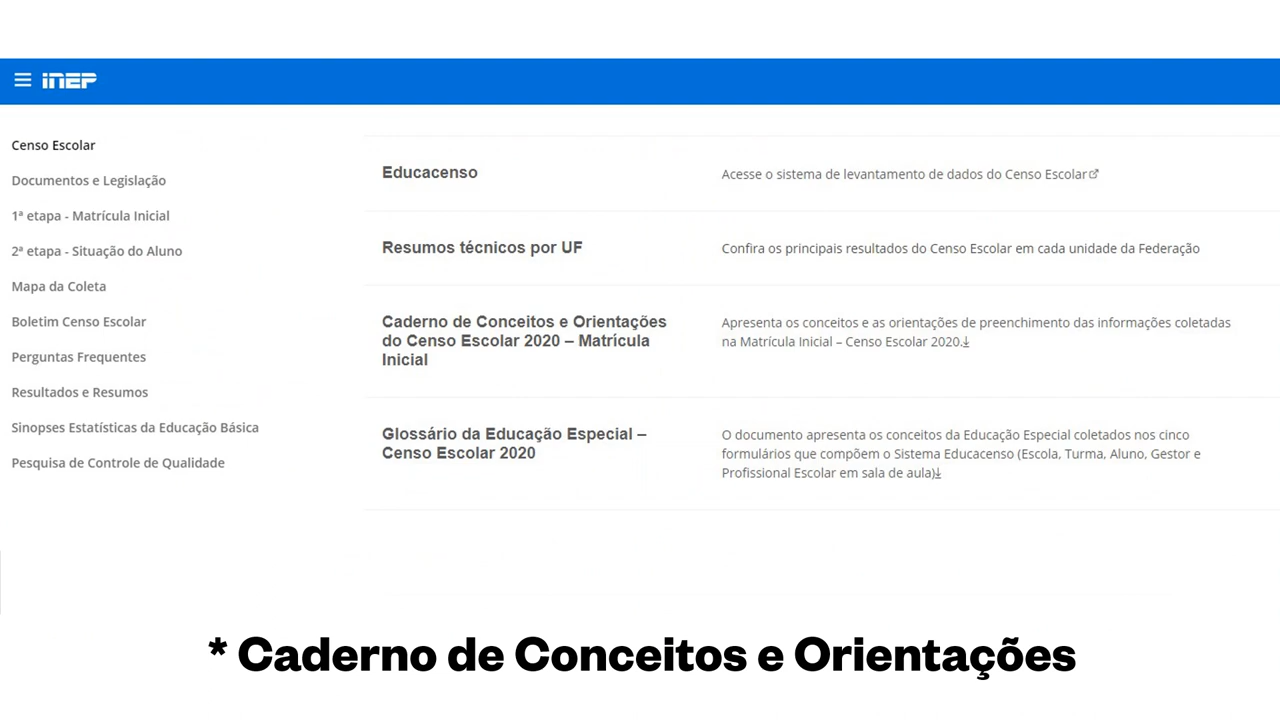 INEP
Censo Escolar
Documentos e Legislação
1ª etapa - Matrícula Inicial
2ª etapa - Situação do Aluno
Mapa da Coleta
Boletim Censo Escolar
Perguntas Frequentes
Resultados e Resumos
Sinopses Estatísticas da Educação Básica
Pesquisa de Controle de Qualidade
Educacenso
Acesse o sistema de levantamento de dados do Censo Escolar
Resumos técnicos por UF
Confira os principais resultados do Censo Escolar em cada unidade da Federação
Caderno de Conceitos e Orientações
do Censo Escolar 2020 – Matrícula
Inicial
Apresenta os conceitos e as orientações de preenchimento das informações coletadas
na Matrícula Inicial – Censo Escolar 2020.
Glossário da Educação Especial –
Censo Escolar 2020
O documento apresenta os conceitos da Educação Especial coletados nos cinco
formulários que compõem o Sistema Educacenso (Escola, Turma, Aluno, Gestor e
Profissional Escolar em sala de aula)
* Caderno de Conceitos e Orientações